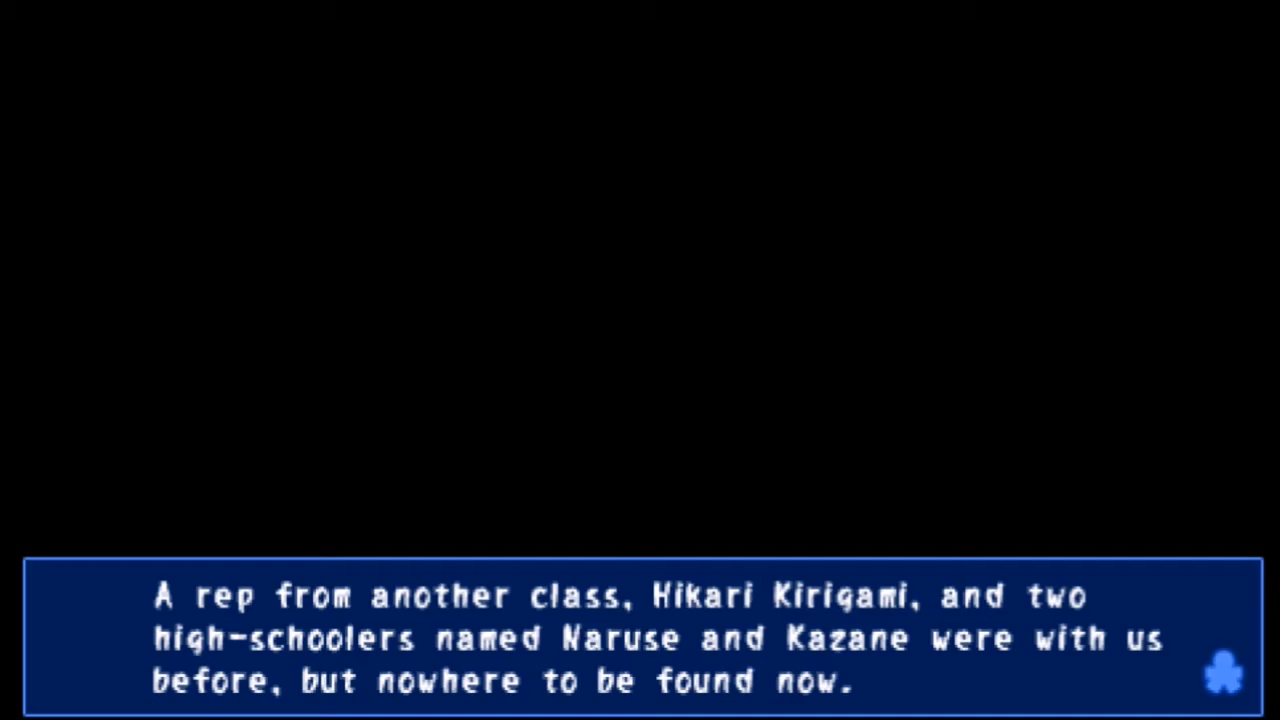 A rep from another class, Hikari Kirigami, and two
high-schoolers named Naruse and Kazane were with us
before, but nowhere to be found now.